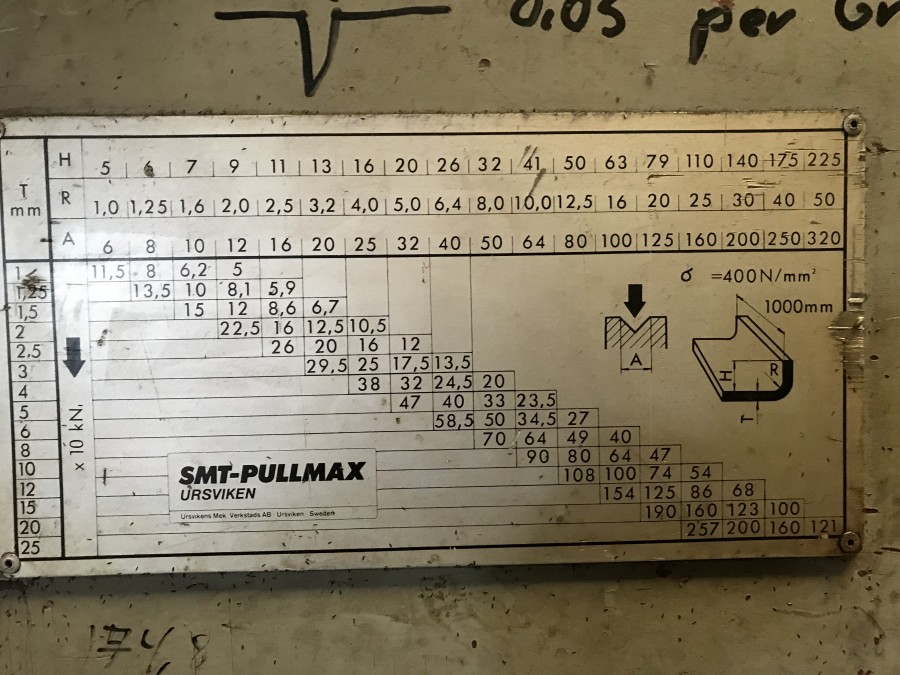 0.05 per Gr
H 5 6 7 9 11 13 16 20 26 32 41 50 63 79 110 140 175 225
T mm R 1,0 1,25 1,6 2,0 2,5 3,2 4,0 5,0 6,4 8,0 10,0 12,5 16 20 25 30 40 50
A 6 8 10 12 16 20 25 32 40 50 64 80 100 125 160 200 250 320
1 11,5 8 6,2 5
1,25 13,5 10 8,1 5,9
1,5 15 12 8,6 6,7
2 22,5 16 12,5 10,5
2,5 26 20 16 12
3 29,5 25 17,5 13,5
4 38 32 24,5 20
5 47 40 33 23,5
6 58,5 50 34,5 27
8 70 64 49 40
10 90 80 64 47
12 108 100 74 54
15 154 125 86 68
20 190 160 123 100
25 257 200 160 121
x 10 kN
σ =400N/mm²
1000mm
A
H
R
T
SMT-PULLMAX
URSVIKEN
Ursvikens Mek. Verkstads AB Ursviken Sweden